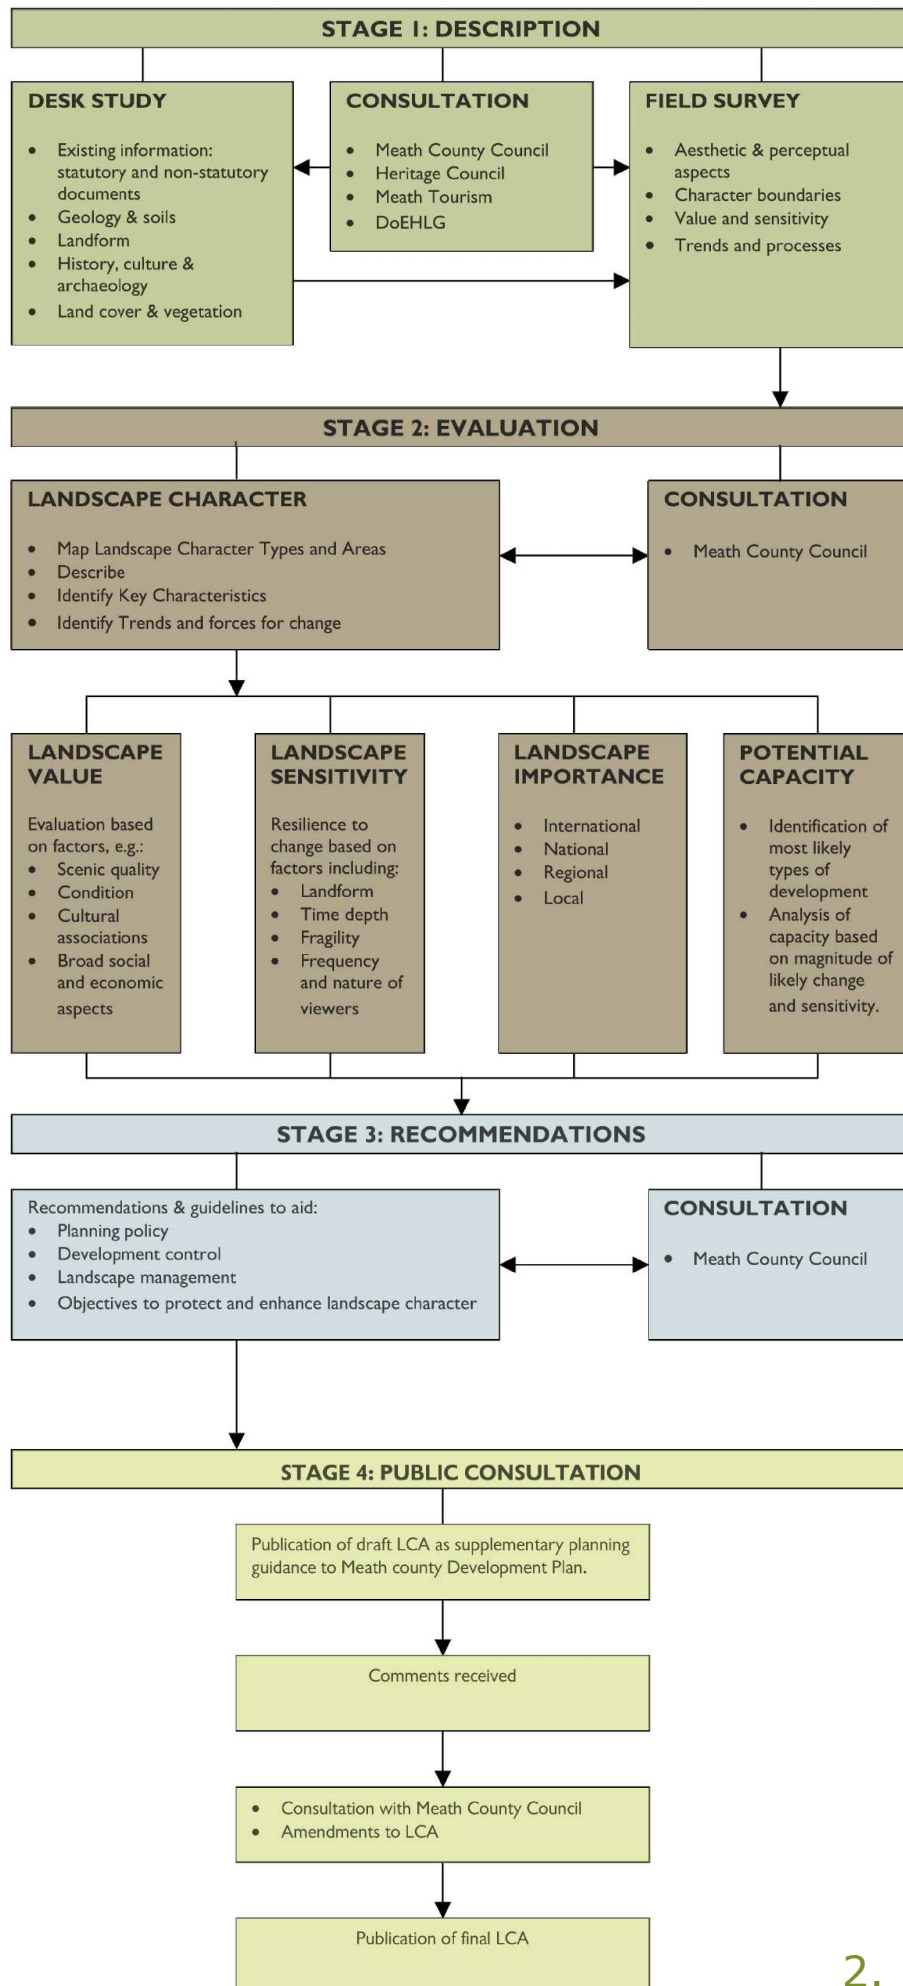 STAGE 1: DESCRIPTION
DESK STUDY
• Existing information:
statutory and non-statutory
documents
• Geology & soils
• Landform
• History, culture &
archaeology
• Land cover & vegetation
CONSULTATION
• Meath County Council
• Heritage Council
• Meath Tourism
• DoEHLG
FIELD SURVEY
• Aesthetic & perceptual
aspects
• Character boundaries
• Value and sensitivity
• Trends and processes
STAGE 2: EVALUATION
LANDSCAPE CHARACTER
• Map Landscape Character Types and Areas
• Describe
• Identify Key Characteristics
• Identify Trends and forces for change
CONSULTATION
• Meath County Council
LANDSCAPE
VALUE
Evaluation based
on factors, e.g.:
• Scenic quality
• Condition
• Cultural
associations
• Broad social
and economic
aspects
LANDSCAPE
SENSITIVITY
Resilience to
change based on
factors including:
• Landform
• Time depth
• Fragility
• Frequency
and nature of
viewers
LANDSCAPE
IMPORTANCE
• International
• National
• Regional
• Local
POTENTIAL
CAPACITY
• Identification of
most likely
types of
development
• Analysis of
capacity based
on magnitude of
likely change
and sensitivity.
STAGE 3: RECOMMENDATIONS
Recommendations & guidelines to aid:
• Planning policy
• Development control
• Landscape management
• Objectives to protect and enhance landscape character
CONSULTATION
• Meath County Council
STAGE 4: PUBLIC CONSULTATION
Publication of draft LCA as supplementary planning
guidance to Meath county Development Plan.
Comments received
• Consultation with Meath County Council
• Amendments to LCA
Publication of final LCA
2.